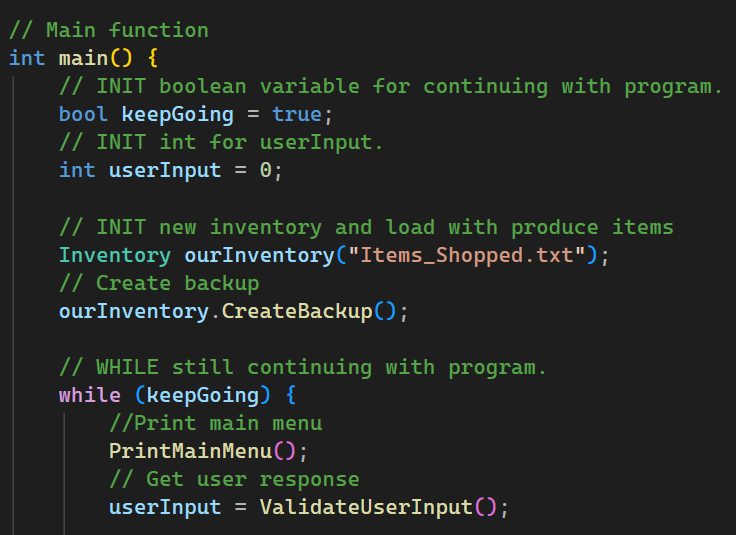 // Main function
int main() {
    // INIT boolean variable for continuing with program.
    bool keepGoing = true;
    // INIT int for userInput.
    int userInput = 0;

    // INIT new inventory and load with produce items
    Inventory ourInventory("Items_Shopped.txt");
    // Create backup
    ourInventory.CreateBackup();

    // WHILE still continuing with program.
    while (keepGoing) {
        //Print main menu
        PrintMainMenu();
        // Get user response
        userInput = ValidateUserInput();